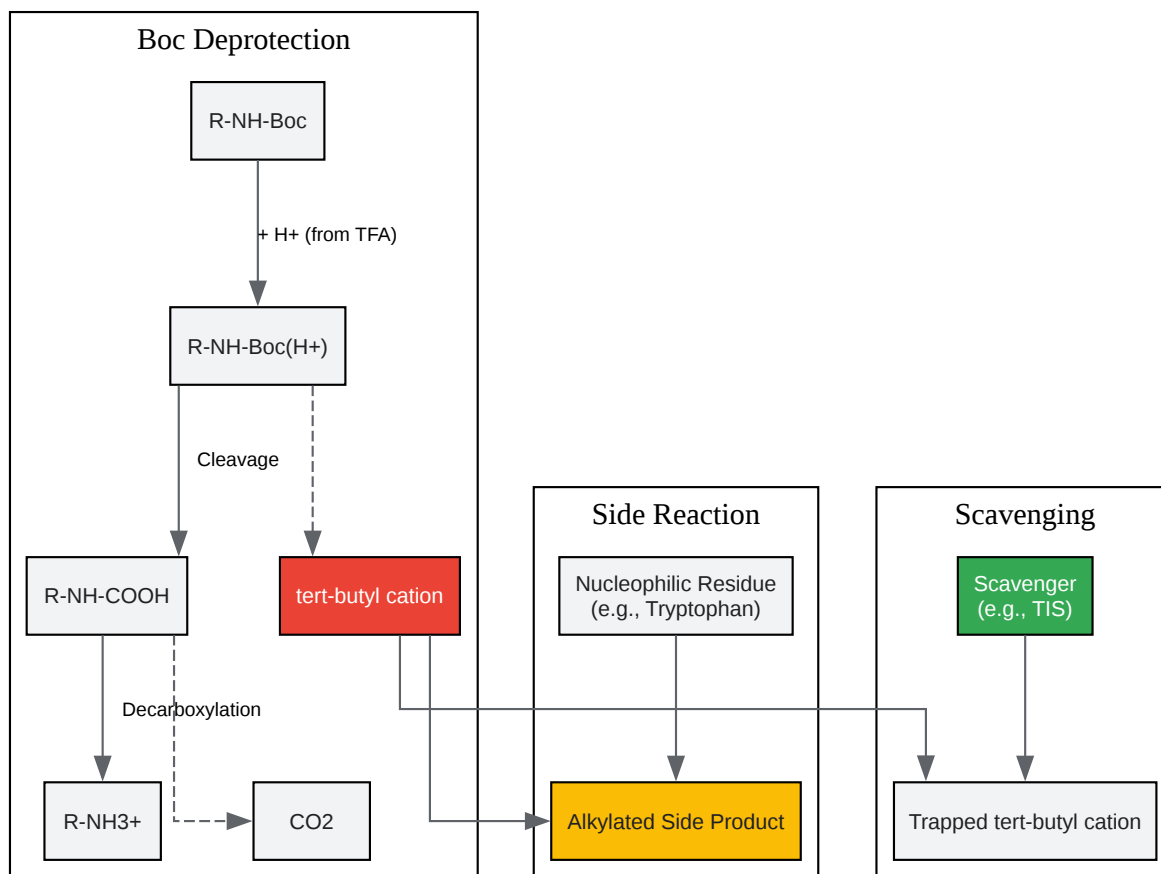 Boc Deprotection
R-NH-Boc
+ H+ (from TFA)
R-NH-Boc(H+)
Cleavage
R-NH-COOH
tert-butyl cation
Decarboxylation
R-NH3+
CO2
Side Reaction
Nucleophilic Residue
(e.g., Tryptophan)
Alkylated Side Product
Scavenging
Scavenger
(e.g., TIS)
Trapped tert-butyl cation